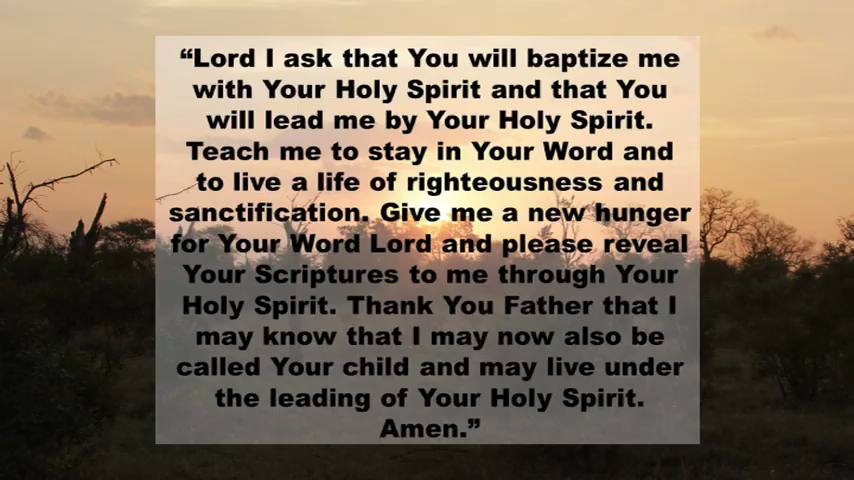 “Lord I ask that You will baptize me
with Your Holy Spirit and that You
will lead me by Your Holy Spirit.
Teach me to stay in Your Word and
to live a life of righteousness and
sanctification. Give me a new hunger
for Your Word Lord and please reveal
Your Scriptures to me through Your
Holy Spirit. Thank You Father that I
may know that I may now also be
called Your child and may live under
the leading of Your Holy Spirit.
Amen.”